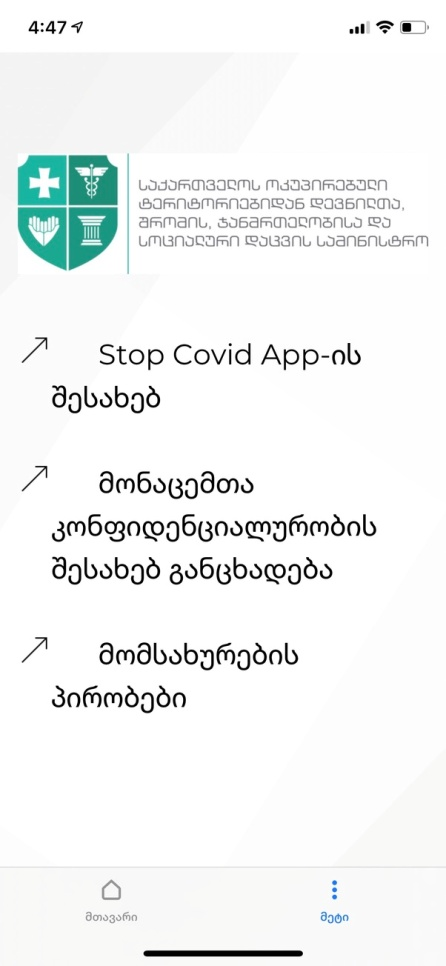 4:47
საქართველოს ოკუპირებული
ტერიტორიებიდან დევნილთა,
შრომის, ჯანმრთელობისა და
სოციალური დაცვის სამინისტრო
Stop Covid App-ის
შესახებ
მონაცემთა
კონფიდენციალურობის
შესახებ განცხადება
მომსახურების
პირობები
მთავარი
მეტი